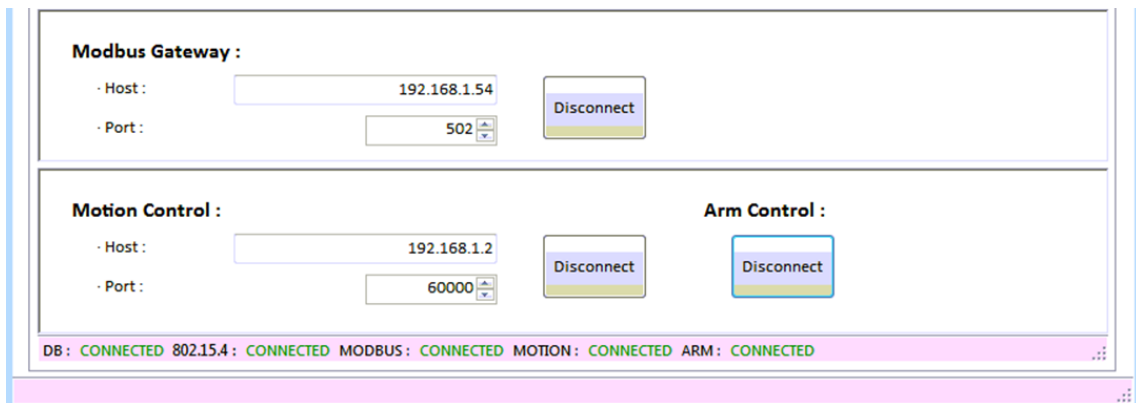 Modbus Gateway :
· Host : 192.168.1.54
Disconnect
· Port : 502
Motion Control : Arm Control :
· Host : 192.168.1.2
Disconnect Disconnect
· Port : 60000
DB : CONNECTED 802.15.4 : CONNECTED MODBUS : CONNECTED MOTION : CONNECTED ARM : CONNECTED